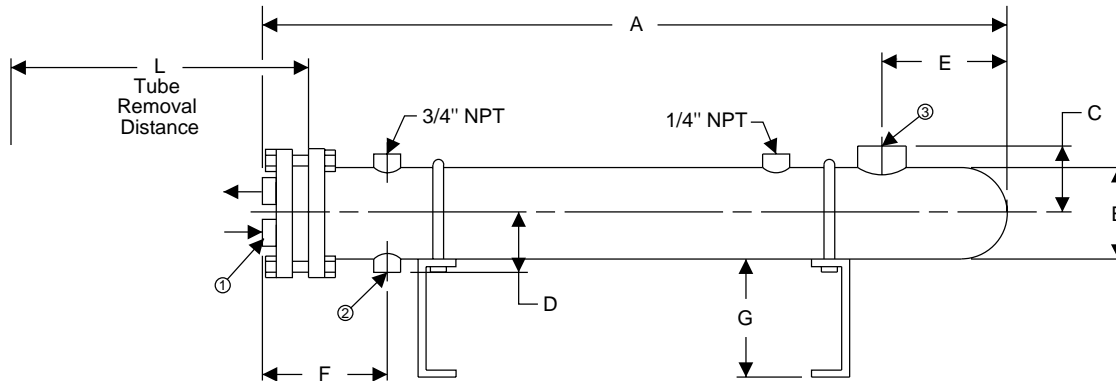 A
L
Tube
Removal
Distance
E
C
3/4" NPT
1/4" NPT
③
B
①
②
D
G
F